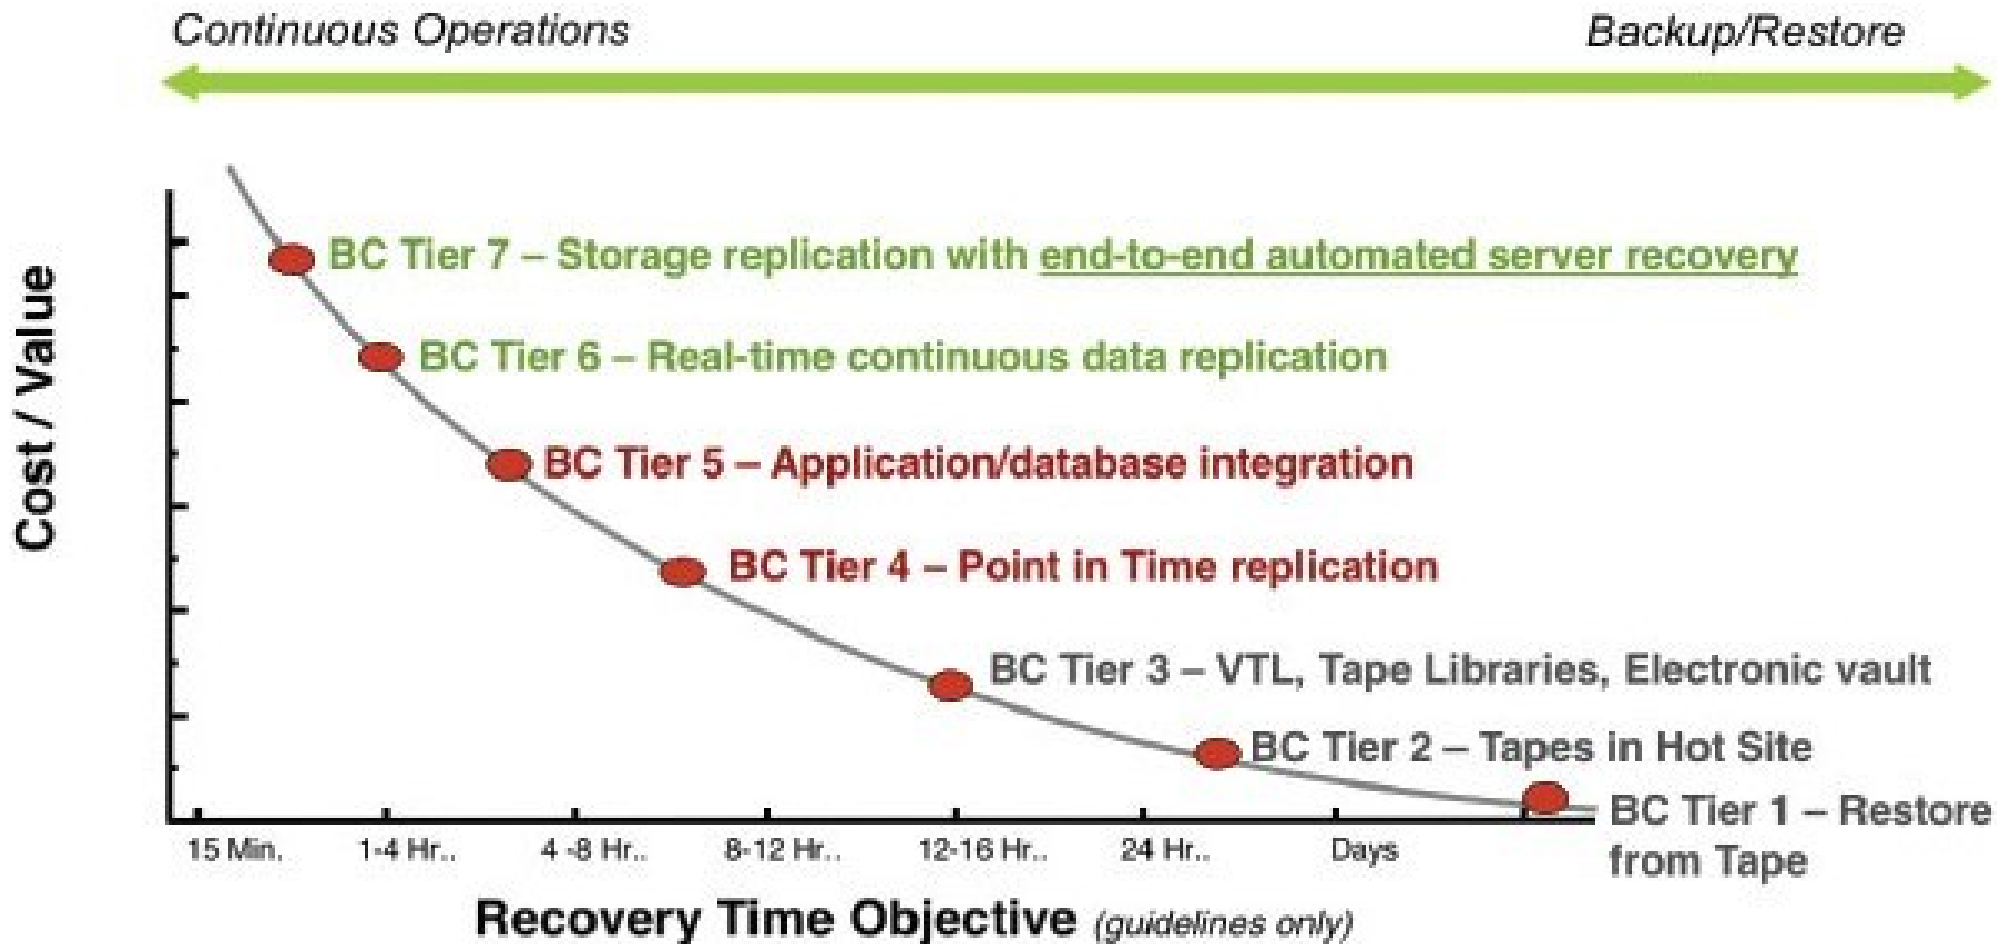 Continuous Operations
Backup/Restore
Cost / Value
BC Tier 7 – Storage replication with end-to-end automated server recovery
BC Tier 6 – Real-time continuous data replication
BC Tier 5 – Application/database integration
BC Tier 4 – Point in Time replication
BC Tier 3 – VTL, Tape Libraries, Electronic vault
BC Tier 2 – Tapes in Hot Site
BC Tier 1 – Restore
from Tape
15 Min. 1-4 Hr.. 4 -8 Hr.. 8-12 Hr.. 12-16 Hr.. 24 Hr.. Days
Recovery Time Objective (guidelines only)